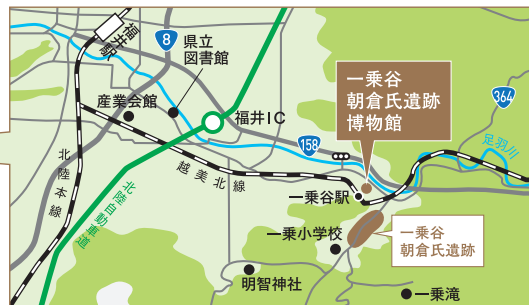 福井駅
8
県立
図書館
産業会館
福井IC
一乗谷
朝倉氏遺跡
博物館
364
足羽川
158
北陸本線
北陸自動車道
越美北線
一乗谷駅
一乗谷
朝倉氏遺跡
一乗小学校
明智神社
一乗滝